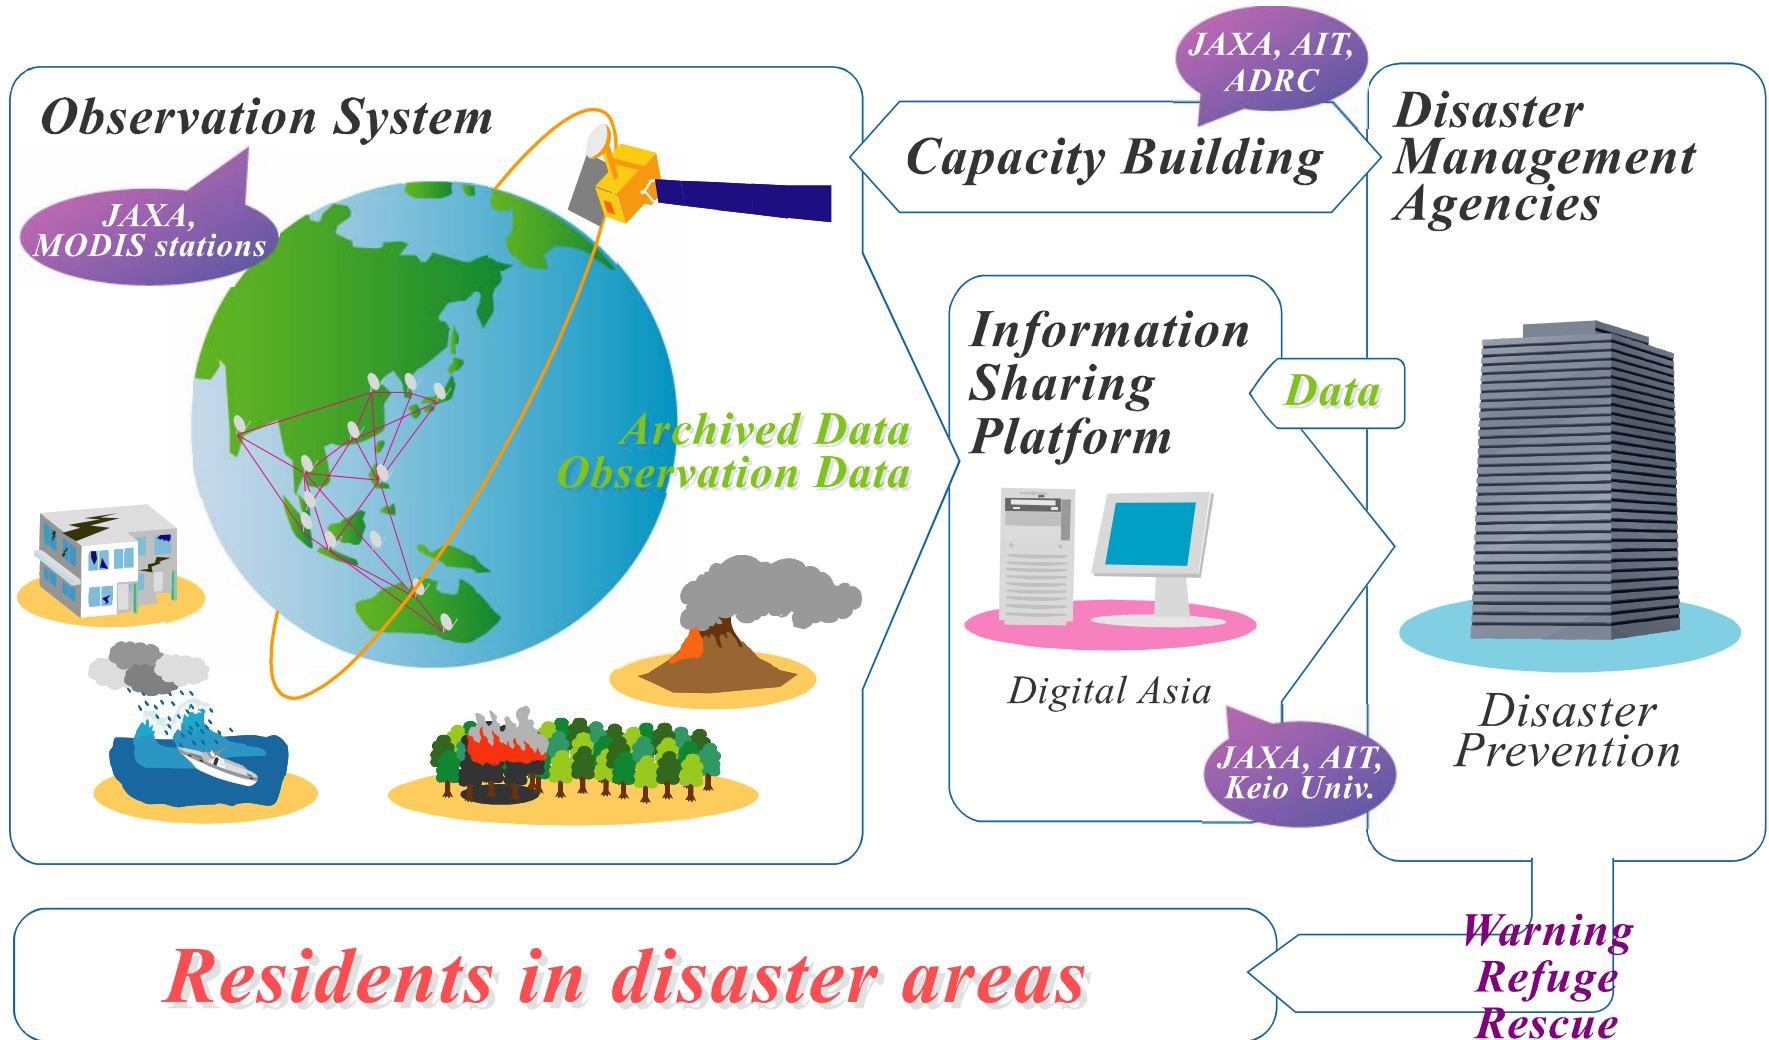 Observation System
JAXA,
MODIS stations
Archived Data
Observation Data
Capacity Building
JAXA, AIT,
ADRC
Information
Sharing
Platform
Digital Asia
Data
JAXA, AIT,
Keio Univ.
Disaster
Management
Agencies
Disaster
Prevention
Residents in disaster areas
Warning
Refuge
Rescue